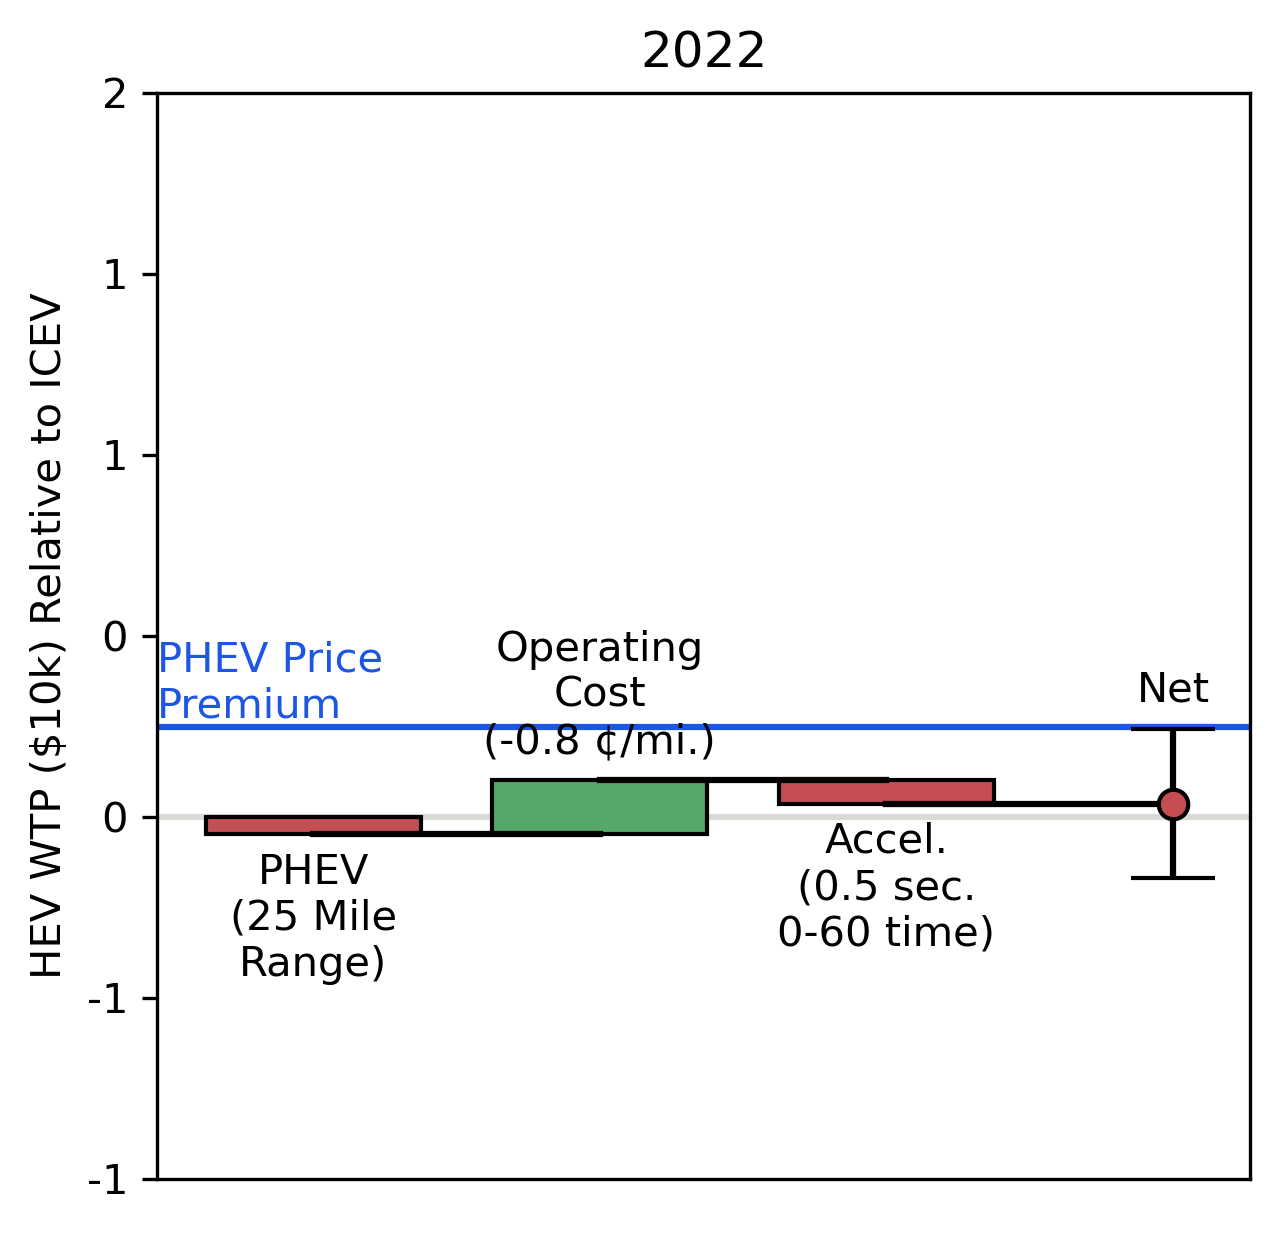 2022
HEV WTP ($10k) Relative to ICEV
2
1
1
0
0
-1
-1
PHEV Price
Premium
Operating
Cost
(-0.8 ¢/mi.)
Net
PHEV
(25 Mile
Range)
Accel.
(0.5 sec.
0-60 time)